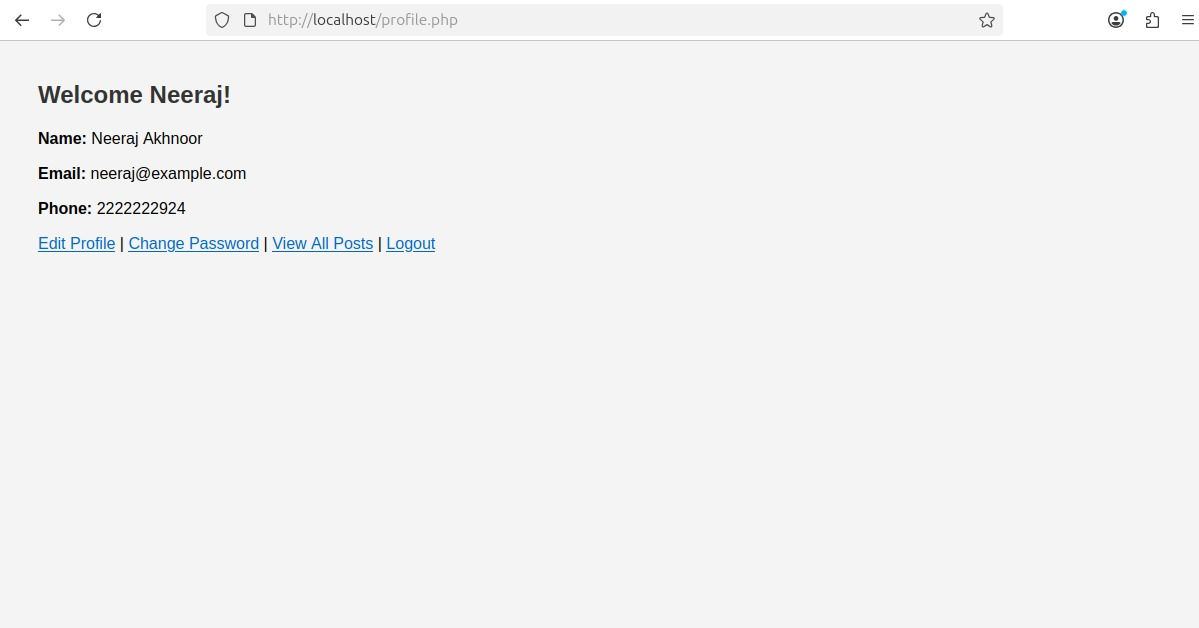 http://localhost/profile.php
Welcome Neeraj!
Name: Neeraj Akhnoor
Email: neeraj@example.com
Phone: 2222222924
Edit Profile | Change Password | View All Posts | Logout